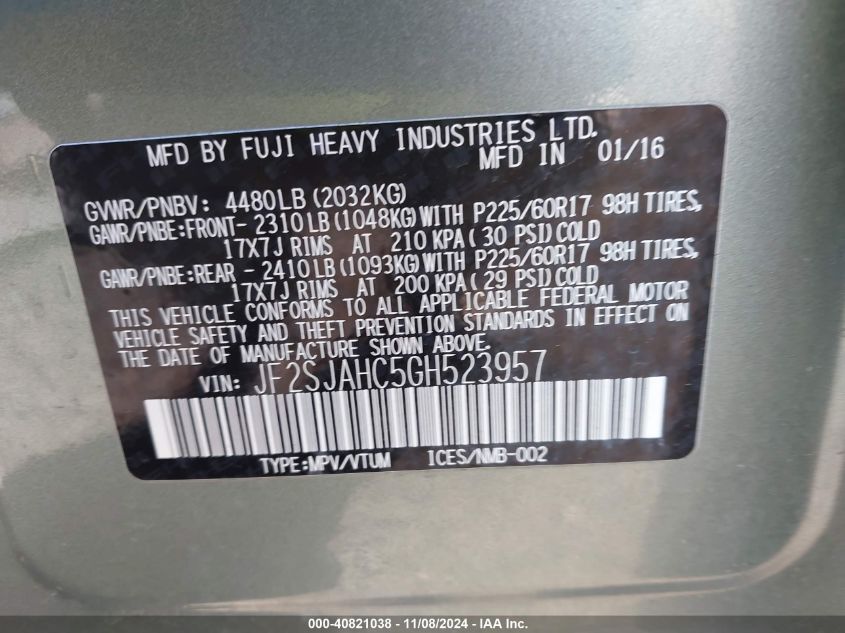 MFD BY FUJI HEAVY INDUSTRIES LTD.
MFD IN 01/16
GVWR/PNBV: 4480LB (2032KG)
GAWR/PNBE:FRONT- 2310LB (1048KG) WITH P225/60R17 98H TIRES,
17X7J RIMS AT 210 KPA (30 PSI) COLD
GAWR/PNBE:REAR - 2410LB (1093KG) WITH P225/60R17 98H TIRES,
17X7J RIMS AT 200 KPA (29 PSI) COLD
THIS VEHICLE CONFORMS TO ALL APPLICABLE FEDERAL MOTOR
VEHICLE SAFETY AND THEFT PREVENTION STANDARDS IN EFFECT ON
THE DATE OF MANUFACTURE SHOWN ABOVE.
VIN: JF2SJAHC5GH523957
TYPE:MPV/VTUM ICES/NMB-002
000-40821038 - 11/08/2024 - IAA Inc.